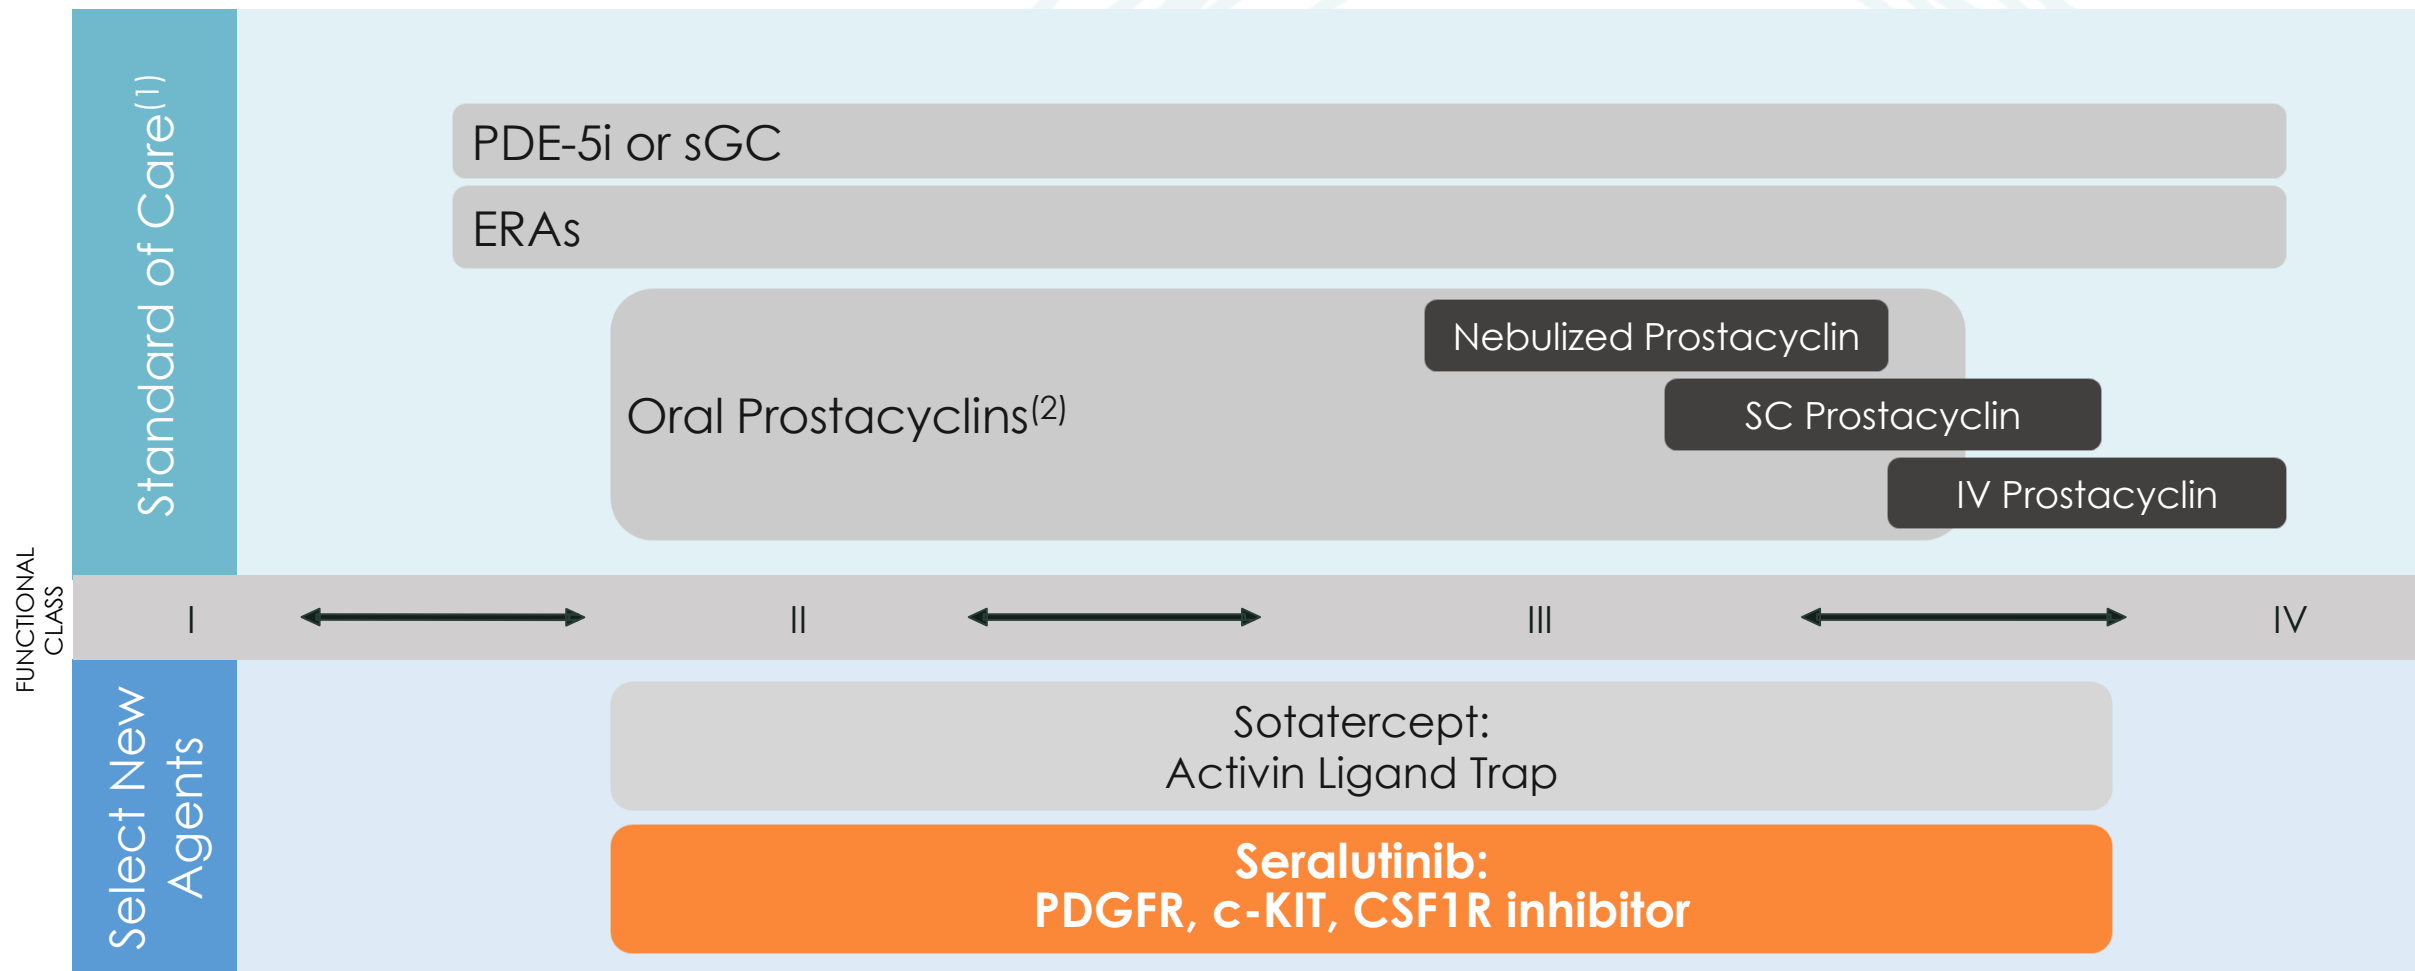 Standard of Care(1)
PDE-5i or sGC
ERAs
Oral Prostacyclins(2)
Nebulized Prostacyclin
SC Prostacyclin
IV Prostacyclin
FUNCTIONAL
CLASS
I
II
III
IV
Select New
Agents
Sotatercept:
Activin Ligand Trap
Seralutinib:
PDGFR, c-KIT, CSF1R inhibitor